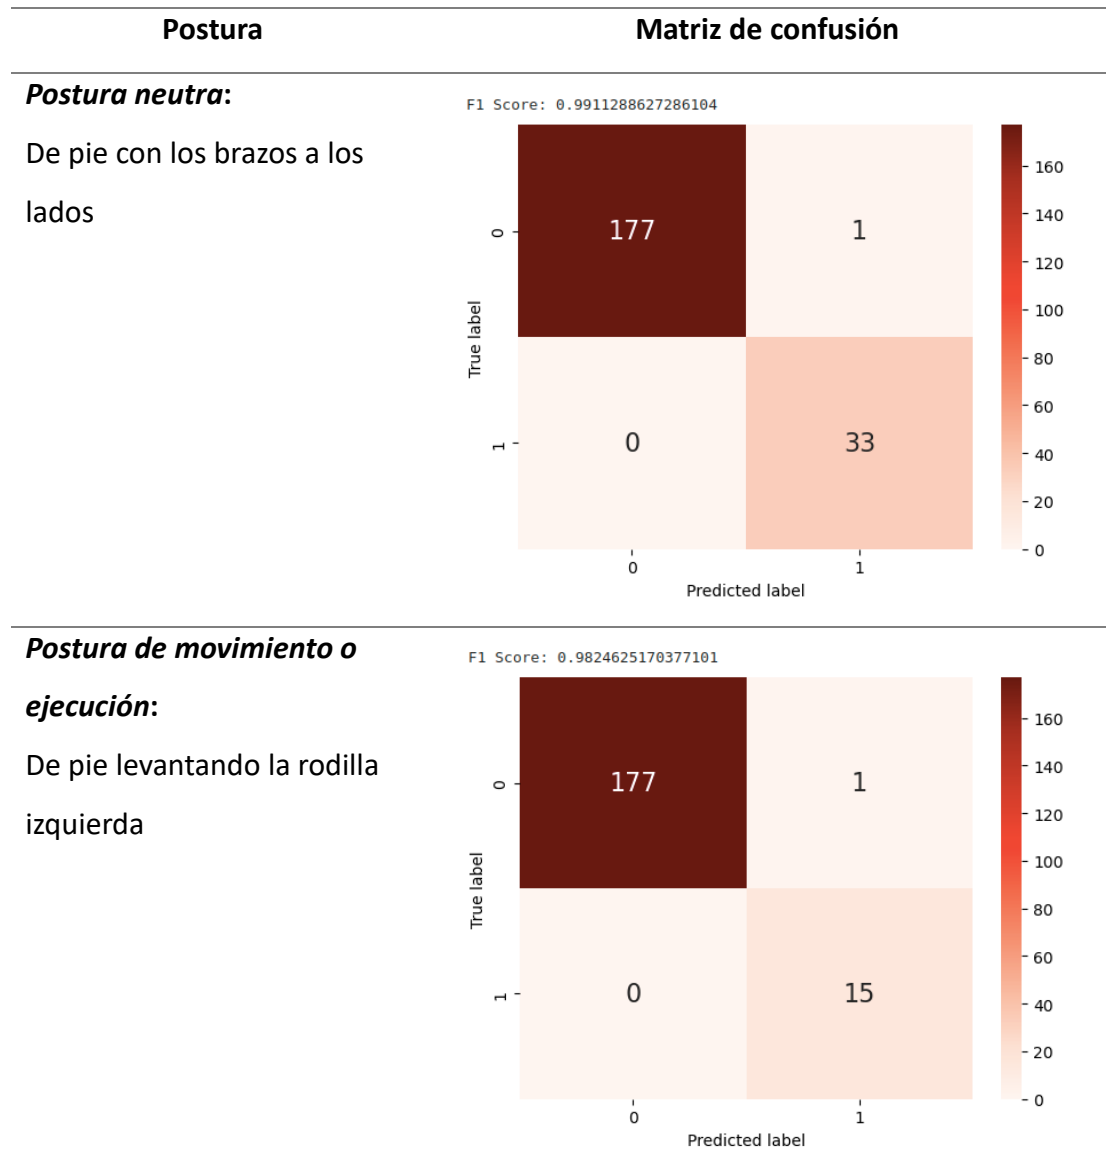 Postura Matriz de confusión
Postura neutra:
De pie con los brazos a los
lados
F1 Score: 0.9911288627286104
177 1
0 33
0
1
True label
0 1
Predicted label
160
140
120
100
80
60
40
20
0
Postura de movimiento o
ejecución:
De pie levantando la rodilla
izquierda
F1 Score: 0.9824625170377101
177 1
0 15
0
1
True label
0 1
Predicted label
160
140
120
100
80
60
40
20
0